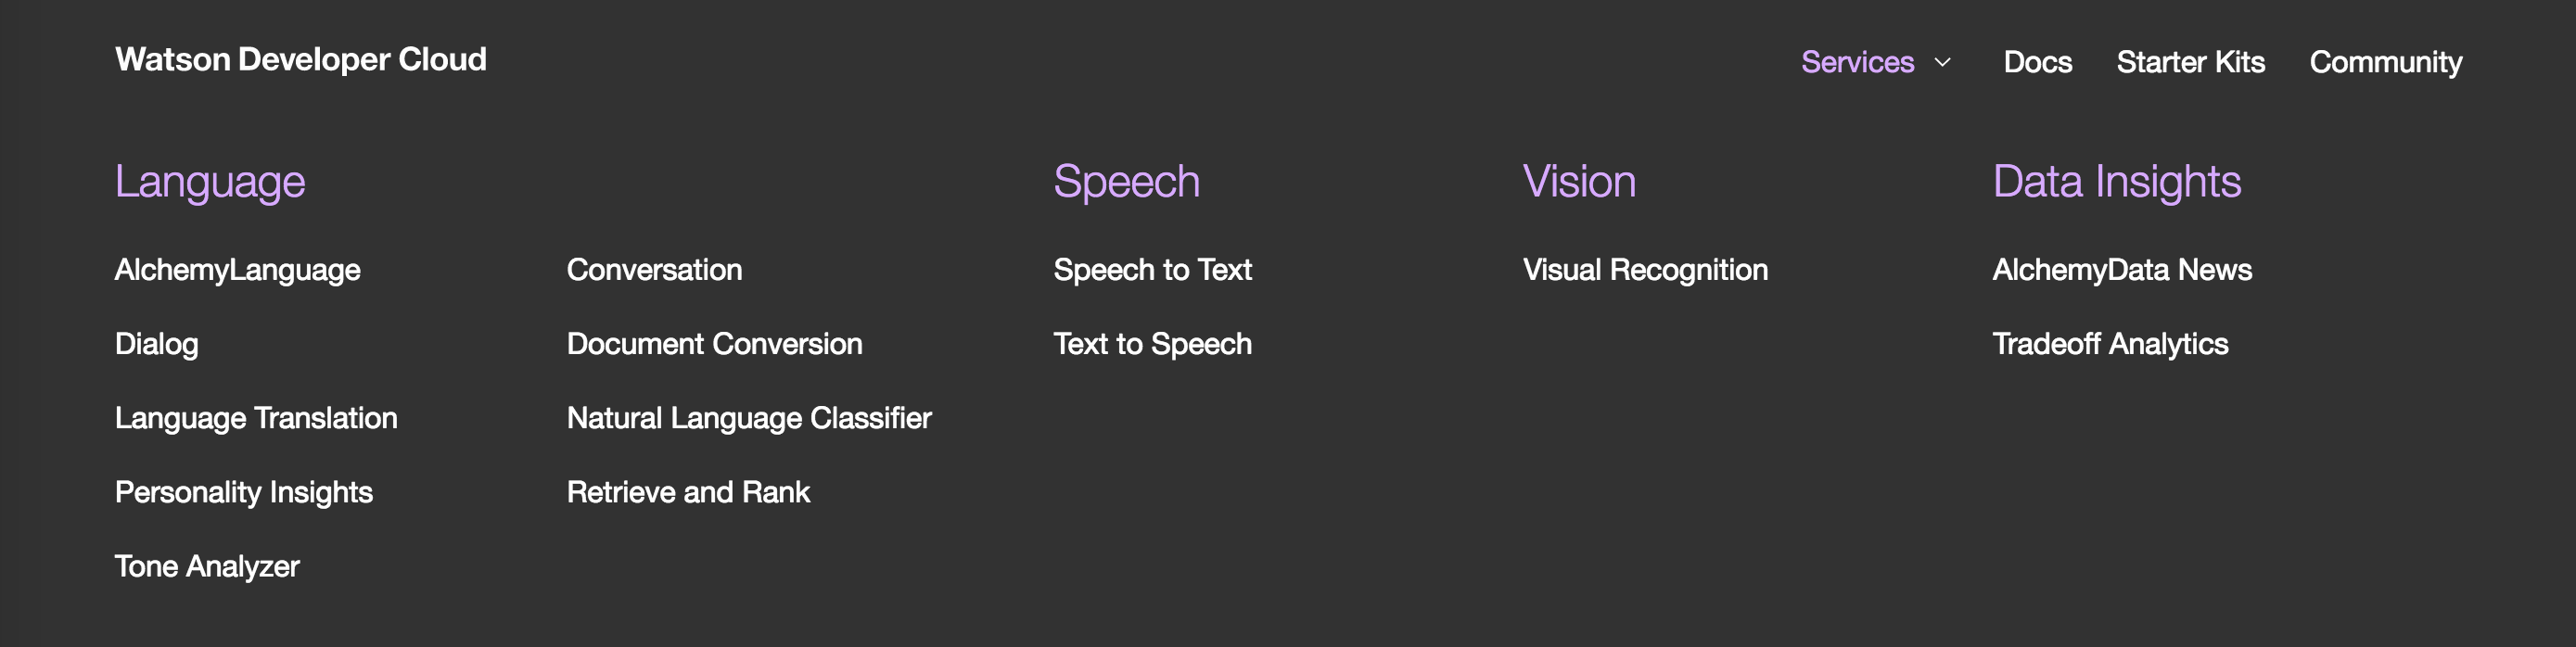 Watson Developer Cloud
Services
Docs
Starter Kits
Community
Language
AlchemyLanguage
Dialog
Language Translation
Personality Insights
Tone Analyzer
Conversation
Document Conversion
Natural Language Classifier
Retrieve and Rank
Speech
Speech to Text
Text to Speech
Vision
Visual Recognition
Data Insights
AlchemyData News
Tradeoff Analytics